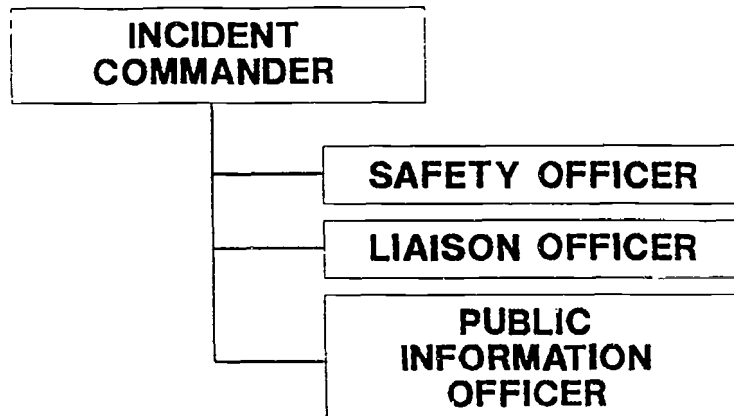 INCIDENT
COMMANDER
SAFETY OFFICER
LIAISON OFFICER
PUBLIC
INFORMATION
OFFICER